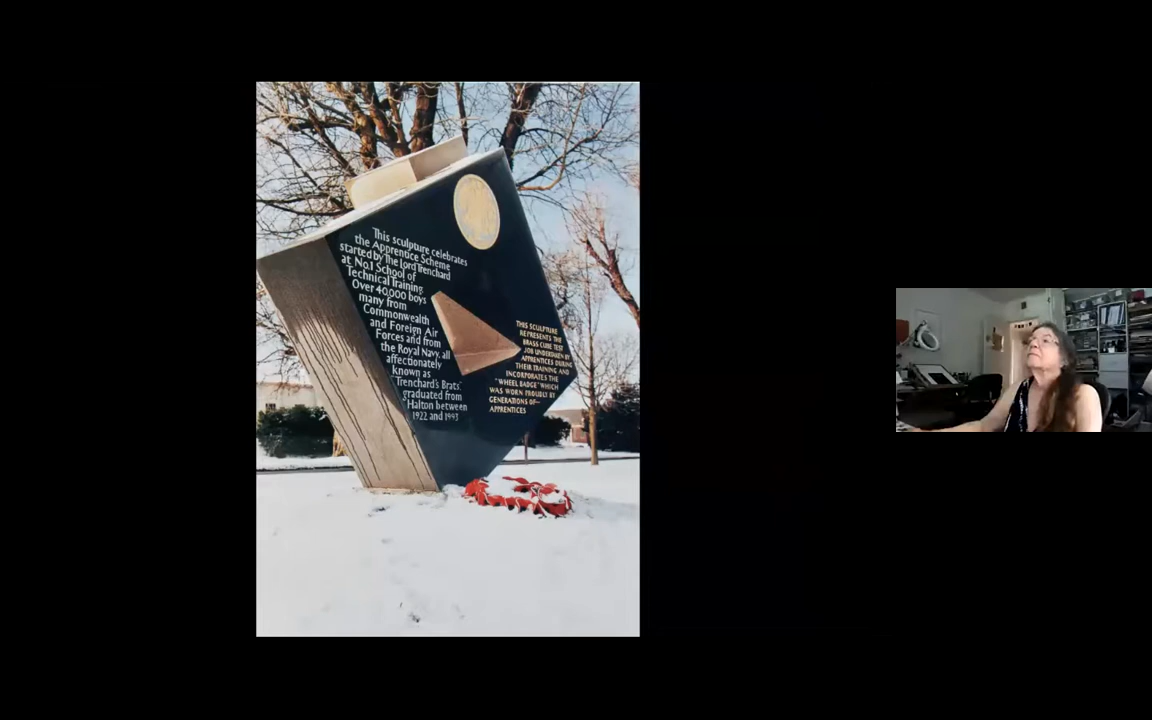 This sculpture celebrates
the Apprentice Scheme
started by The Lord Trenchard
at No.1 School of
Technical Training.
Over 40,000 boys
many from
Commonwealth
and Foreign Air
Forces and from
the Royal Navy, all
affectionately
known as
"Trenchard's Brats",
graduated from
Halton between
1922 and 1993
THIS SCULPTURE
REPRESENTS THE
BRASS CUBE TEST
JOB UNDERTAKEN BY
APPRENTICES DURING
THEIR TRAINING AND
INCORPORATES THE
"WHEEL BADGE" WHICH
WAS WORN PROUDLY BY
GENERATIONS OF
APPRENTICES